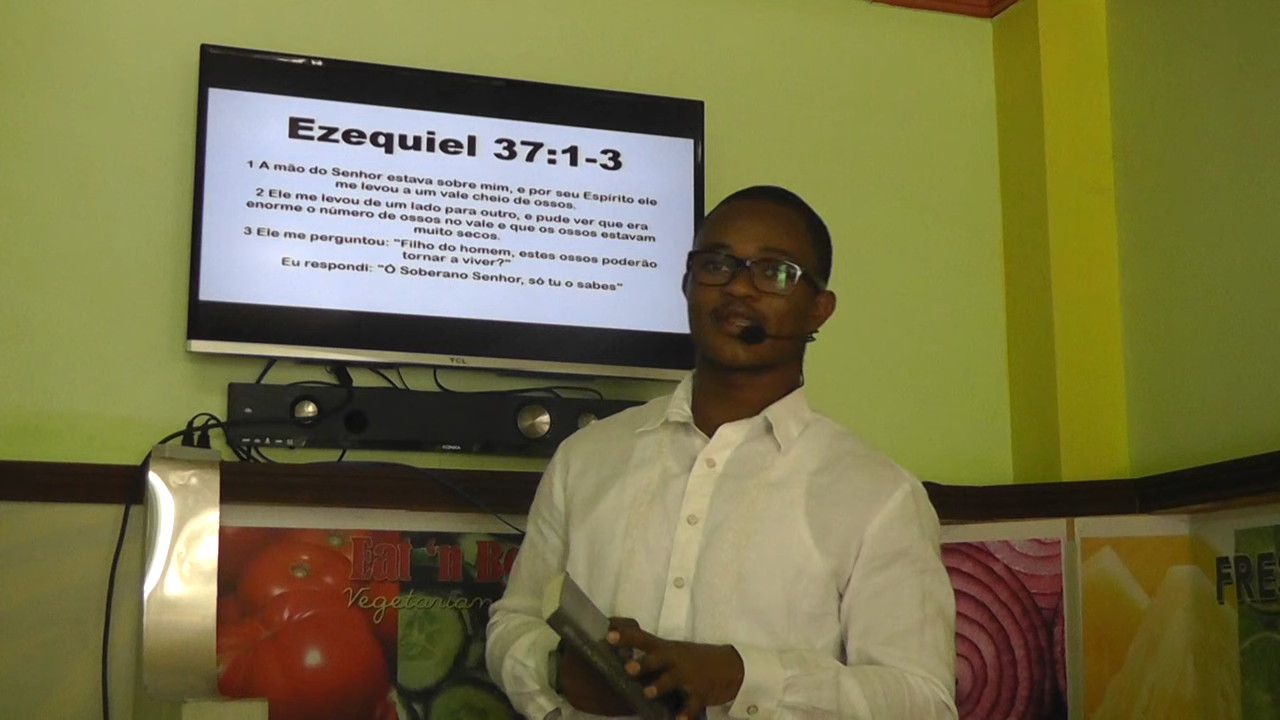 Ezequiel 37:1-3
1 A mão do Senhor estava sobre mim, e por seu Espírito ele
me levou a um vale cheio de ossos.
2 Ele me levou de um lado para outro, e pude ver que era
enorme o número de ossos no vale e que os ossos estavam
muito secos.
3 Ele me perguntou: "Filho do homem, estes ossos poderão
tornar a viver?"
Eu respondi: "Ó Soberano Senhor, só tu o sabes"
TCL
KONKA
Eat 'n
Vegetarian